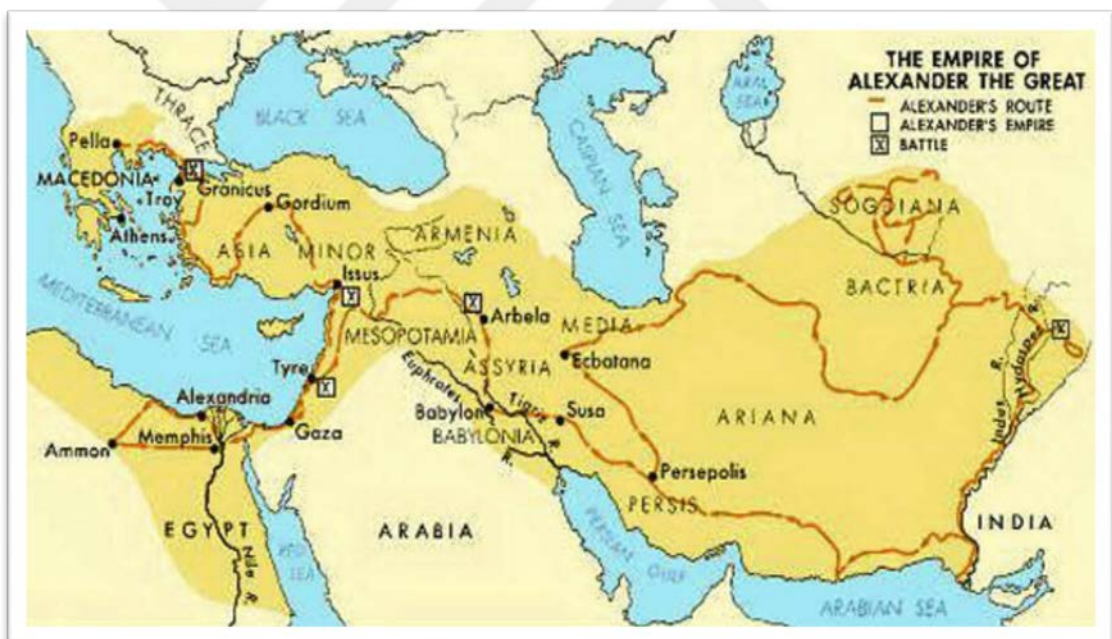 THE EMPIRE OF
ALEXANDER THE GREAT
ALEXANDER'S ROUTE
ALEXANDER'S EMPIRE
X BATTLE
ARAL
SEA
BLACK SEA
CASPIAN SEA
THRACE
Pella
X
MACEDONIA
Granicus
Troy
Gordium
SOGDIANA
Athens
ARMENIA
ASIA MINOR
BACTRIA
Issus
X
MEDITERRANEAN SEA
X
Arbela
MEDIA
X
MESOPOTAMIA
Ecbatana
ASSYRIA
Tyre
X
Euphrates
R.
Tigris R.
Hydaspes R.
Indus R.
Alexandria
Babylon
Susa
ARIANA
Gaza
BABYLONIA
Memphis
Ammon
Persepolis
PERSIS
EGYPT
ARABIA
INDIA
Nile R.
RED
SEA
PERSIAN GULF
ARABIAN SEA